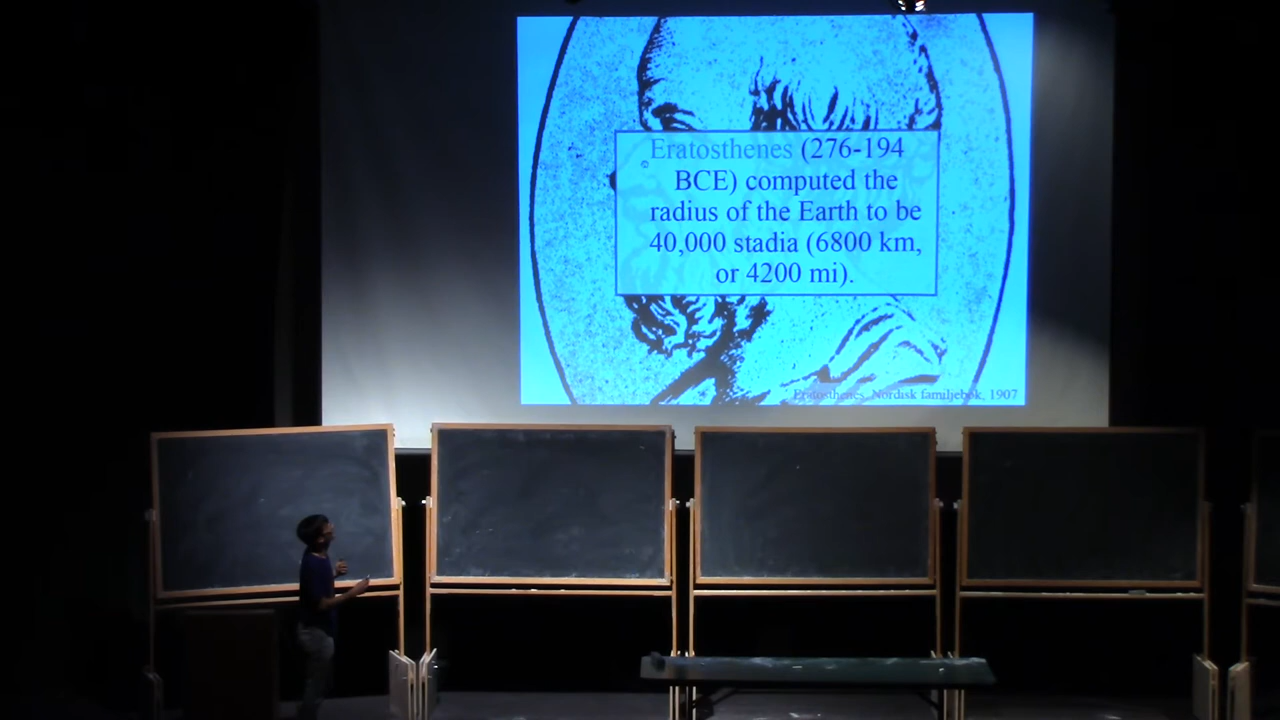 Eratosthenes (276-194
BCE) computed the
radius of the Earth to be
40,000 stadia (6800 km,
or 4200 mi).
Eratosthenes, Nordisk familjebok, 1907